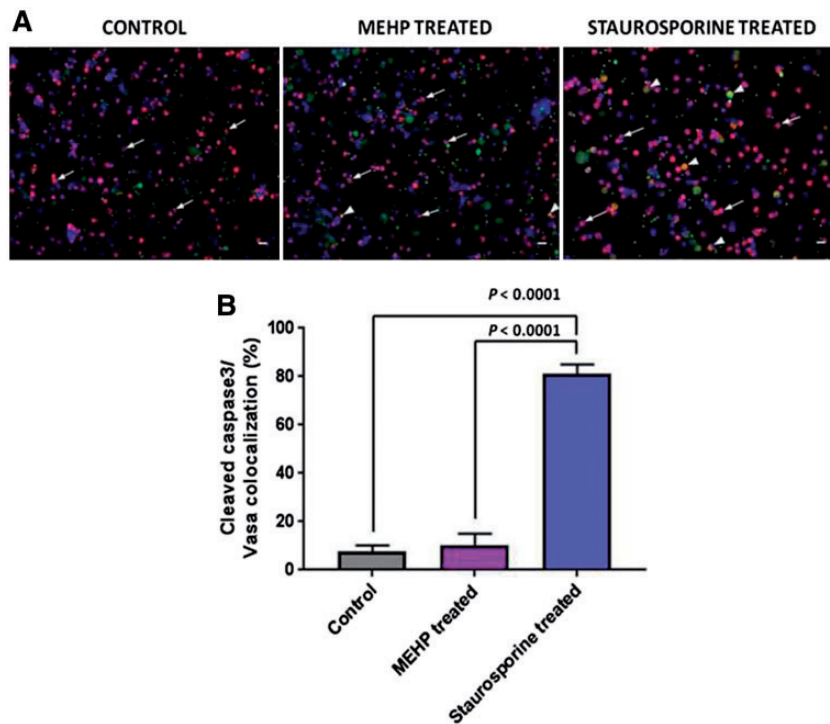 A
CONTROL
MEHP TREATED
STAUROSPORINE TREATED
B
P < 0.0001
P < 0.0001
Cleaved caspase3/
Vasa colocalization (%)
100
80
60
40
20
0
Control
MEHP treated
Staurosporine treated